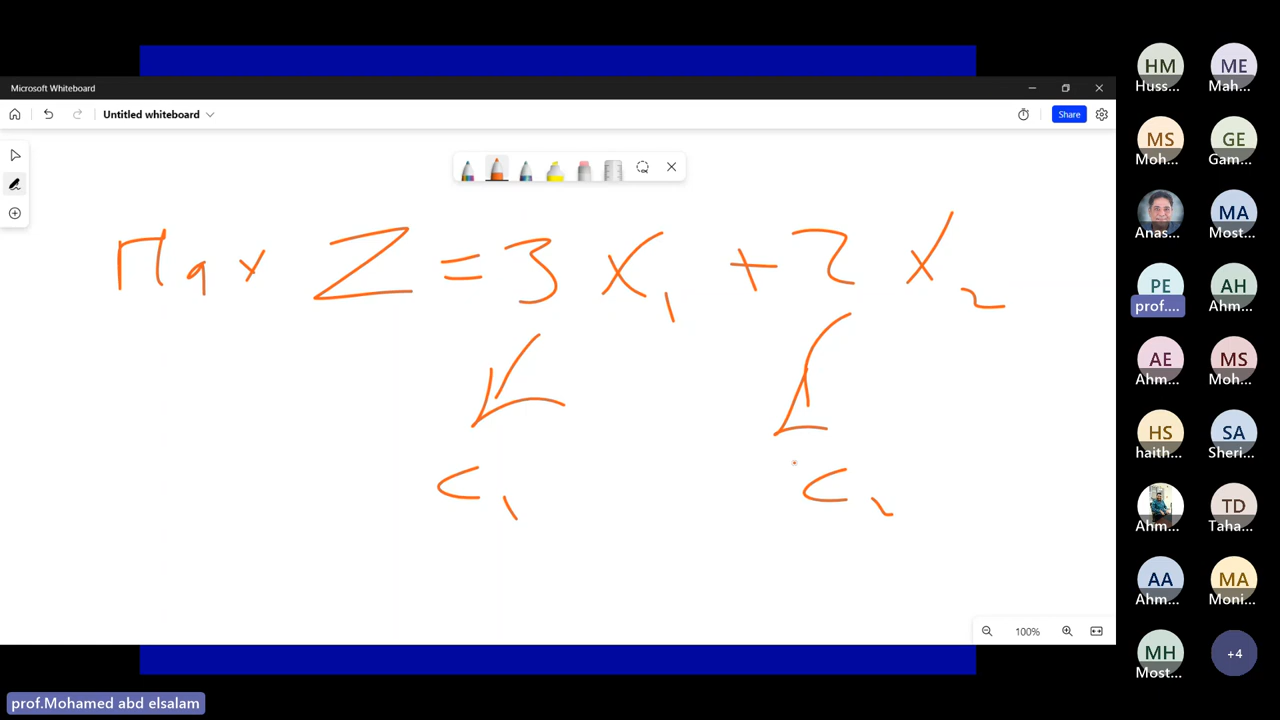 Microsoft Whiteboard
Untitled whiteboard
Share
Max Z = 3 x1 + 2 x2
c1
c2
100%
HM
Huss...
ME
Mah...
MS
Moh...
GE
Gam...
Anas...
MA
Most...
PE
prof....
AH
Ahm...
AE
Ahm...
MS
Moh...
HS
haith...
SA
Sheri...
Ahm...
TD
Taha...
AA
Ahm...
MA
Moni...
MH
Most...
+4
prof.Mohamed abd elsalam